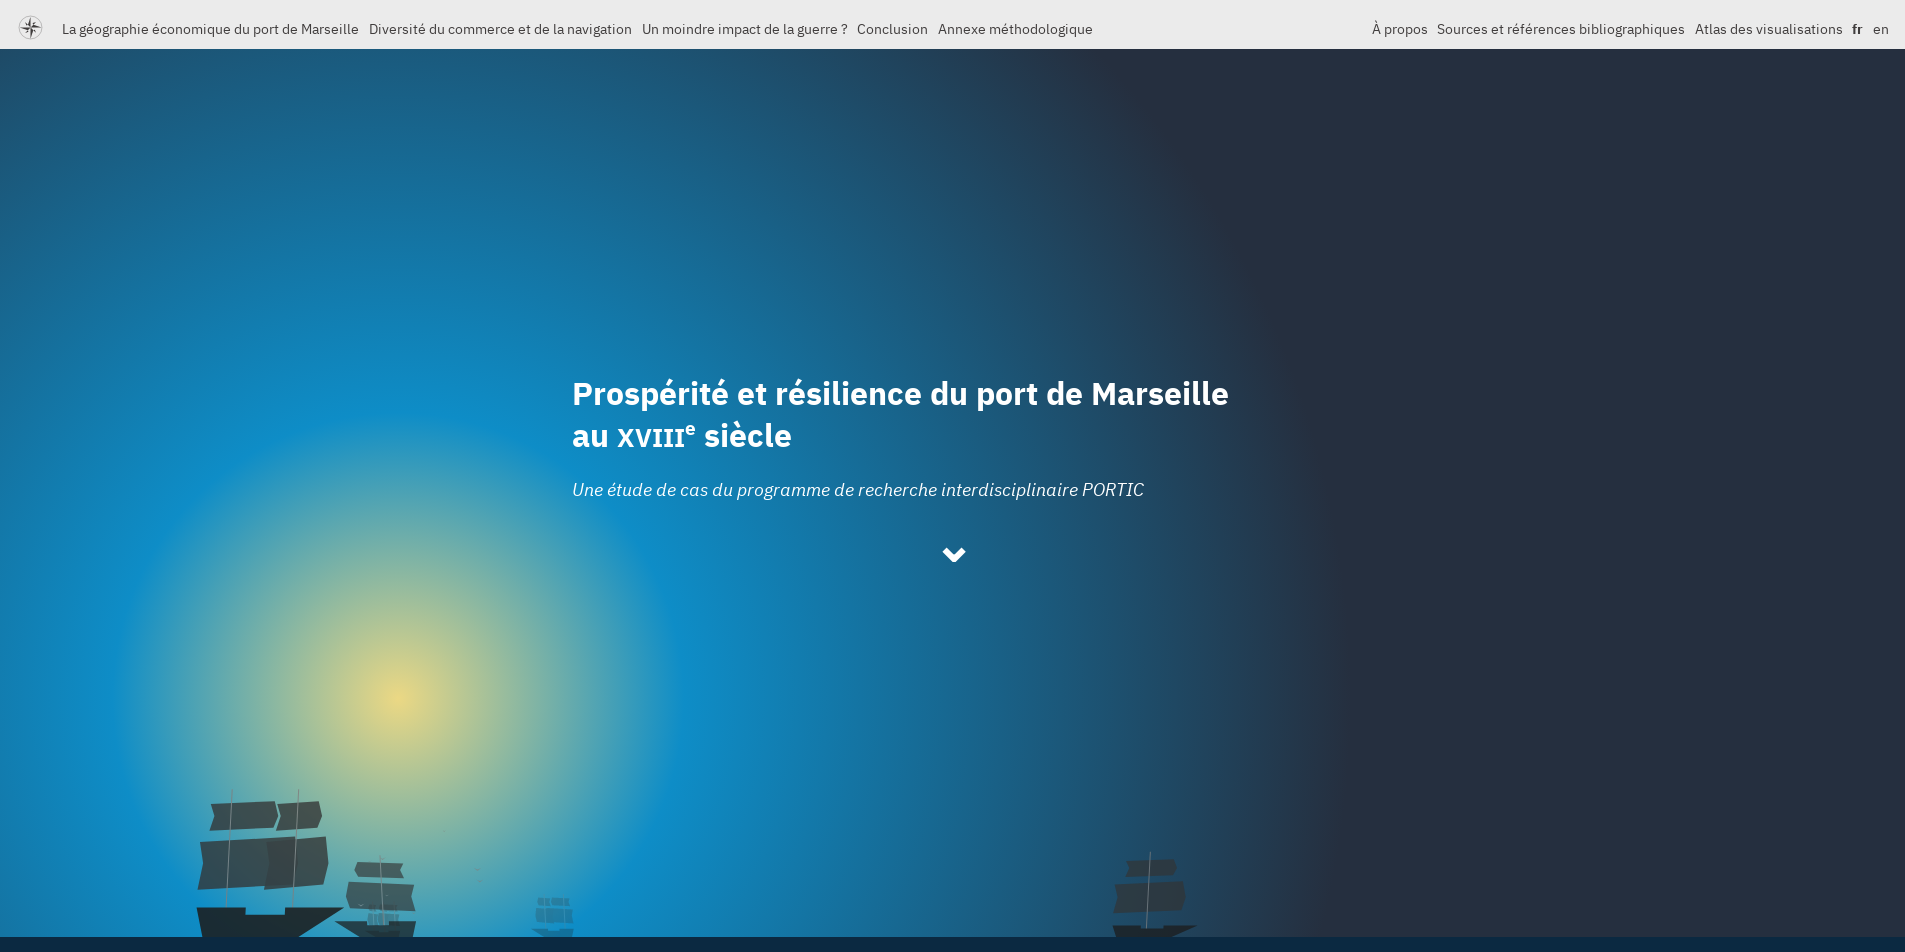 La géographie économique du port de Marseille Diversité du commerce et de la navigation Un moindre impact de la guerre ? Conclusion Annexe méthodologique À propos Sources et références bibliographiques Atlas des visualisations fr en
Prospérité et résilience du port de Marseille
au XVIIIe siècle
Une étude de cas du programme de recherche interdisciplinaire PORTIC